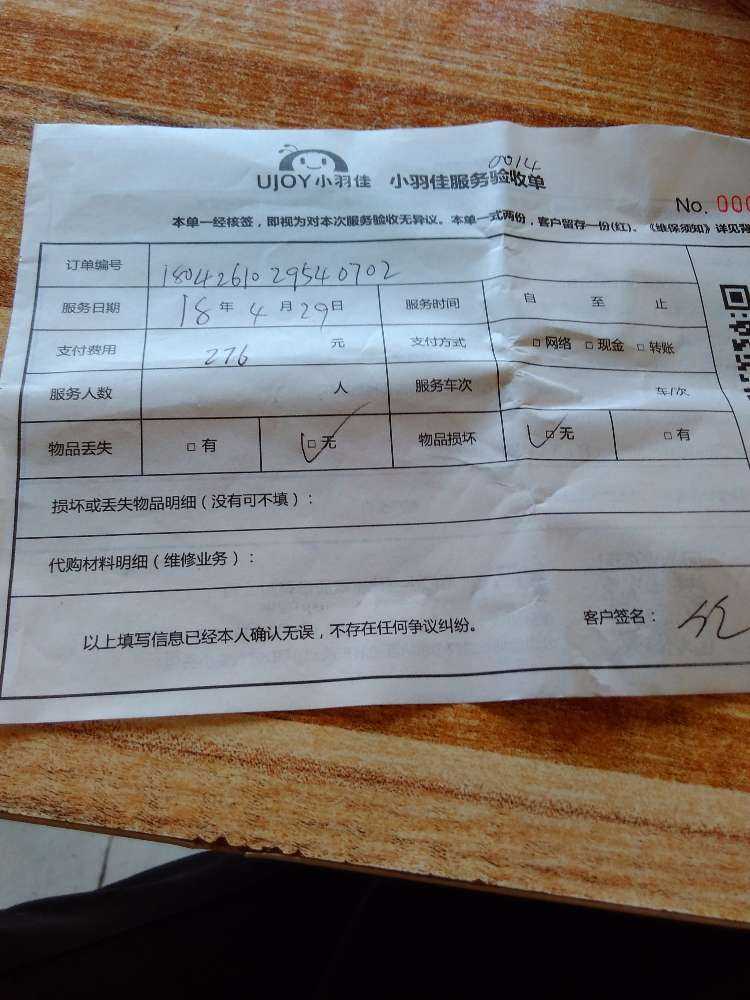 0014
UJOY小羽佳 小羽佳服务验收单
No. 000
本单一经核签，即视为对本次服务验收无异议。本单一式两份，客户留存一份(红)。《维保须知》详见背
订单编号 1804261029540702
服务日期 18年4月29日 服务时间 自 至 止
支付费用 276 元 支付方式 □网络 □现金 □转账
服务人数 人 服务车次 车/次
物品丢失 □有 ☑无 物品损坏 ☑无 □有
损坏或丢失物品明细（没有可不填）：
代购材料明细（维修业务）：
以上填写信息已经本人确认无误，不存在任何争议纠纷。 客户签名：